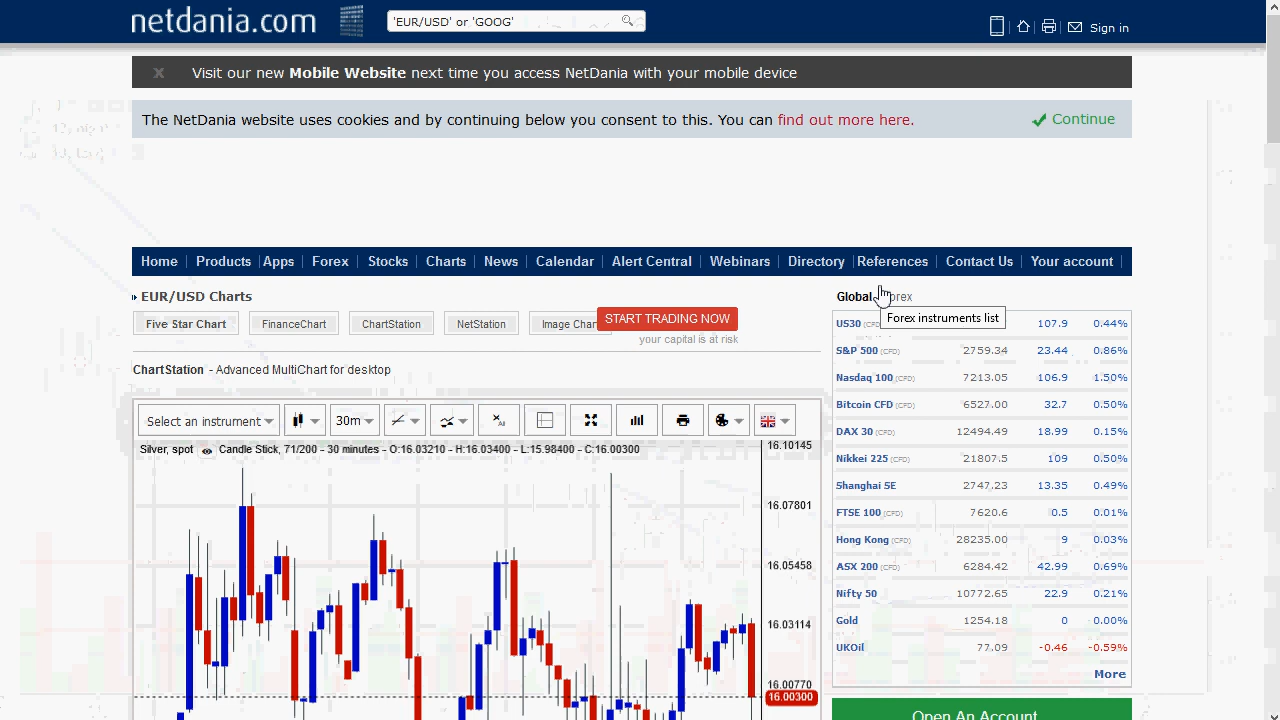 netdania.com 'EUR/USD' or 'GOOG' Sign in
x Visit our new Mobile Website next time you access NetDania with your mobile device
The NetDania website uses cookies and by continuing below you consent to this. You can find out more here. Continue
Home Products Apps Forex Stocks Charts News Calendar Alert Central Webinars Directory References Contact Us Your account
EUR/USD Charts
Five Star Chart FinanceChart ChartStation NetStation START TRADING NOW
your capital is at risk
ChartStation - Advanced MultiChart for desktop
Select an instrument 30m All
Silver, spot Candle Stick, 71/200 - 30 minutes - O:16.03210 - H:16.03400 - L:15.98400 - C:16.00300
16.10145
16.07801
16.05458
16.03114
16.00770
16.00300
Global
Forex instruments list
US30 107.9 0.44%
S&P 500 (CFD) 2759.34 23.44 0.86%
Nasdaq 100 (CFD) 7213.05 106.9 1.50%
Bitcoin CFD (CFD) 6527.00 32.7 0.50%
DAX 30 (CFD) 12494.49 18.99 0.15%
Nikkei 225 (CFD) 21807.5 109 0.50%
Shanghai SE 2747.23 13.35 0.49%
FTSE 100 (CFD) 7620.6 0.5 0.01%
Hong Kong (CFD) 28235.00 9 0.03%
ASX 200 (CFD) 6284.42 42.99 0.69%
Nifty 50 10772.65 22.9 0.21%
Gold 1254.18 0 0.00%
UKOil 77.09 -0.46 -0.59%
More
Open An Account